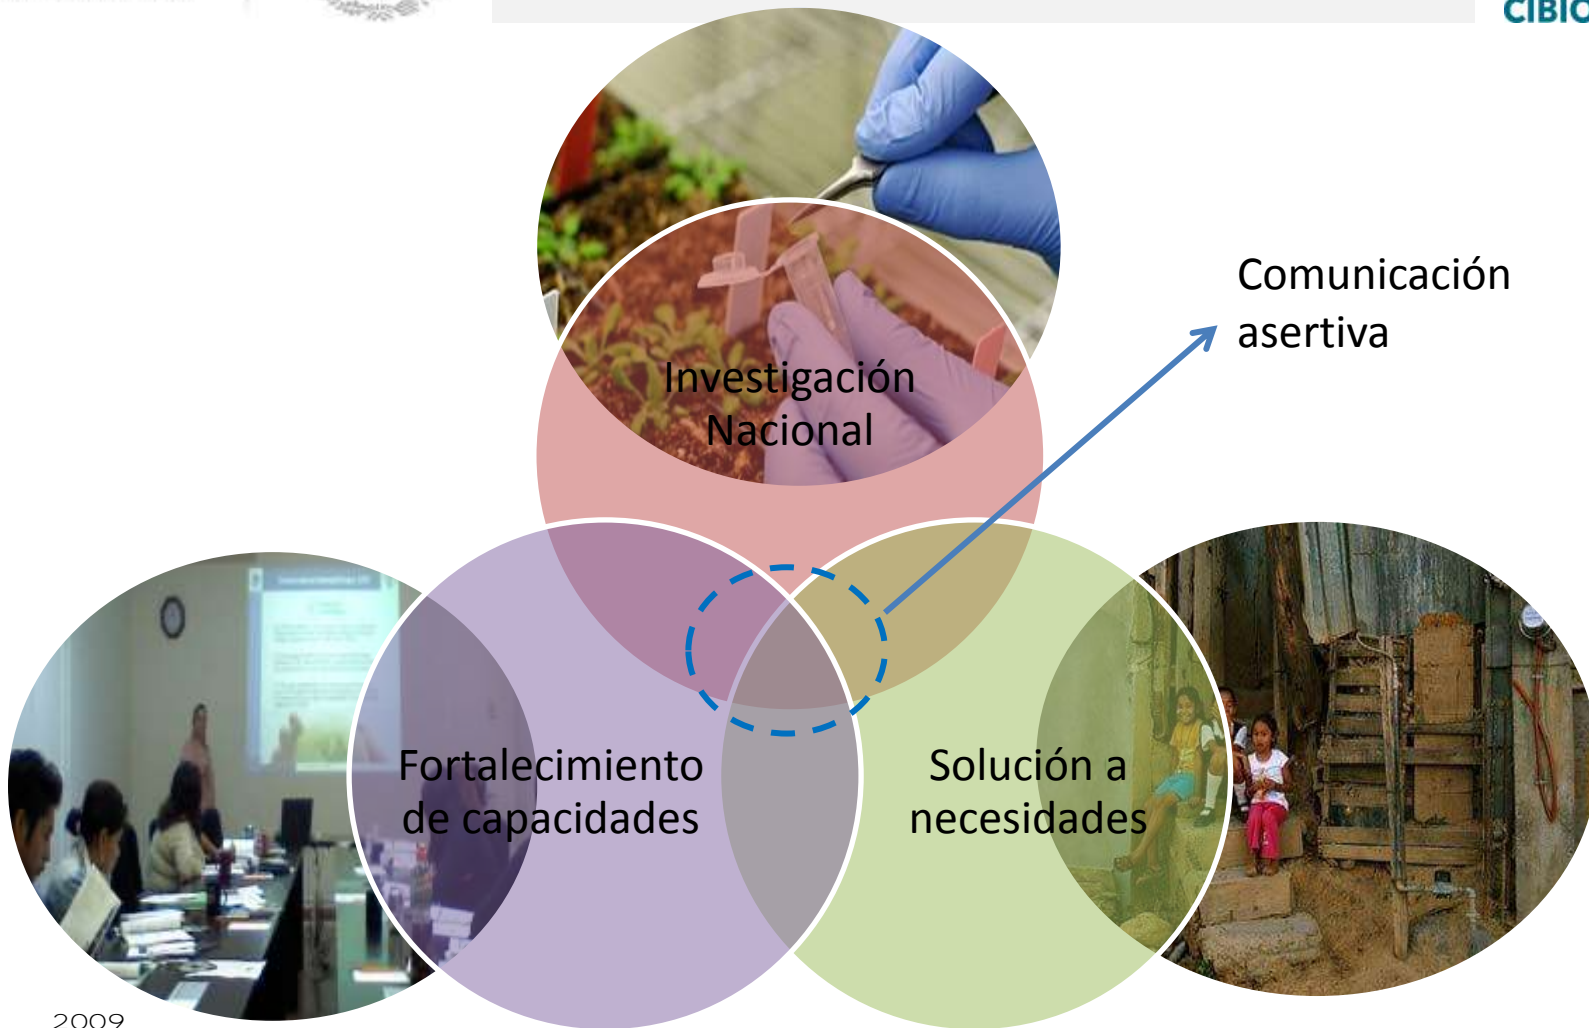 CIBIO
Comunicación
asertiva
Investigación
Nacional
Fortalecimiento
de capacidades
Solución a
necesidades
2009